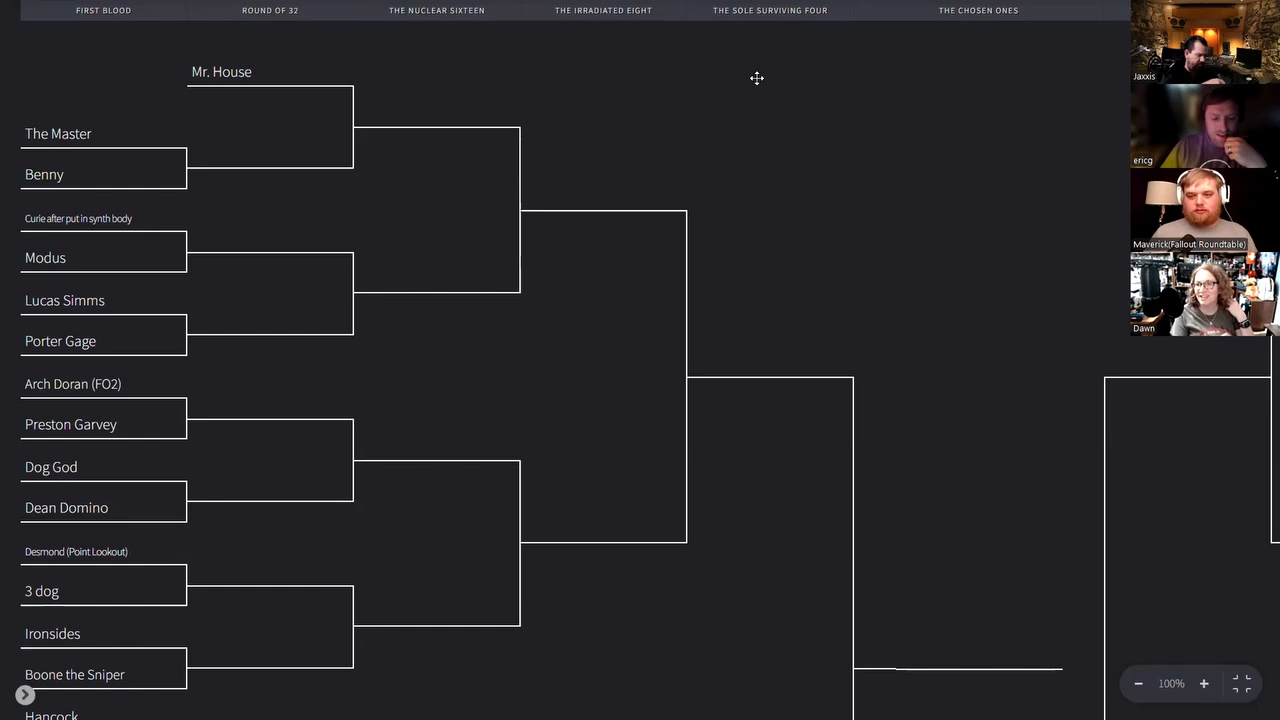 FIRST BLOOD
ROUND OF 32
THE NUCLEAR SIXTEEN
THE IRRADIATED EIGHT
THE SOLE SURVIVING FOUR
THE CHOSEN ONES
Mr. House
The Master
Benny
Curie after put in synth body
Modus
Lucas Simms
Porter Gage
Arch Doran (FO2)
Preston Garvey
Dog God
Dean Domino
Desmond (Point Lookout)
3 dog
Ironsides
Boone the Sniper
Hancock
Jaxxis
ericg
Maverick(Fallout Roundtable)
Dawn
100%